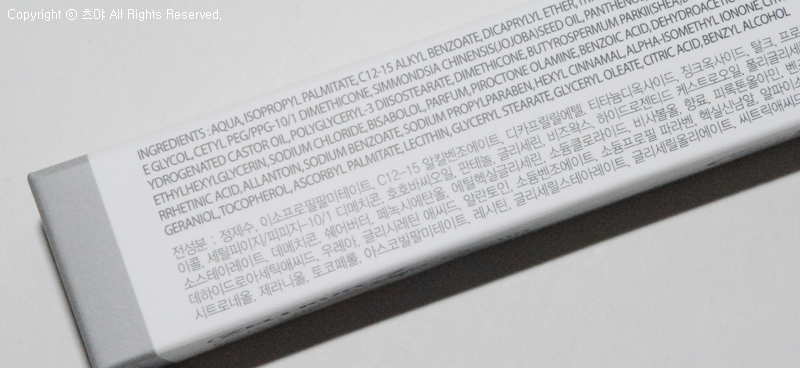 Copyright ⓒ 츠야 All Rights Reserved.
INGREDIENTS : AQUA, ISOPROPYL PALMITATE, C12-15 ALKYL BENZOATE, DICAPRYLYL ETHER,
E GLYCOL, CETYL PEG/PPG-10/1 DIMETHICONE, SIMMONDSIA CHINENSIS(JOJOBA)SEED OIL, PANTHENOL
YDROGENATED CASTOR OIL, POLYGLYCERYL-3 DIISOSTEARATE, DIMETHICONE, BUTYROSPERMUM PARKII(SHEA)
ETHYLHEXYLGLYCERIN, SODIUM CHLORIDE, BISABOLOL, PARFUM, PIROCTONE OLAMINE, BENZOIC ACID, DEHYDROACETIC
RRHETINIC ACID, ALLANTOIN, SODIUM BENZOATE, SODIUM PROPYLPARABEN, HEXYL CINNAMAL, ALPHA-ISOMETHYL IONONE, CITRO
GERANIOL, TOCOPHEROL, ASCORBYL PALMITATE, LECITHIN, GLYCERYL STEARATE, GLYCERYL OLEATE, CITRIC ACID, BENZYL ALCOHOL
전성분 : 정제수, 이소프로필팔미테이트, C12-15 알킬벤조에이트, 디카프릴릴에텔, 타타늄디옥사이드, 징크옥사이드, 탈크, 프로
이콜, 세틸피이지/피피지-10/1 디메치콘, 호호바씨오일, 판테놀, 글리세린, 비즈왁스, 하이드로제네이티드 캐스트로오일, 폴리글리세
소스테아레이트, 디메치콘, 쉐어버터, 페녹시에탄올, 에틸헥실글리세린, 소듐클로라이드, 비사볼올, 향료, 피록톤올아민, 벤
데하이드로아세틱애씨드, 우레아, 글리시레틴 애씨드, 알란토인, 소듐벤조에이트, 소듐프로필 파라벤, 헥실신남알, 알파이소
시트로네올, 제라니올, 토코페롤, 아스코빌팔미테이트, 레시틴, 글리세릴스테아레이트, 글리세릴올리에이트, 씨트릭애씨드